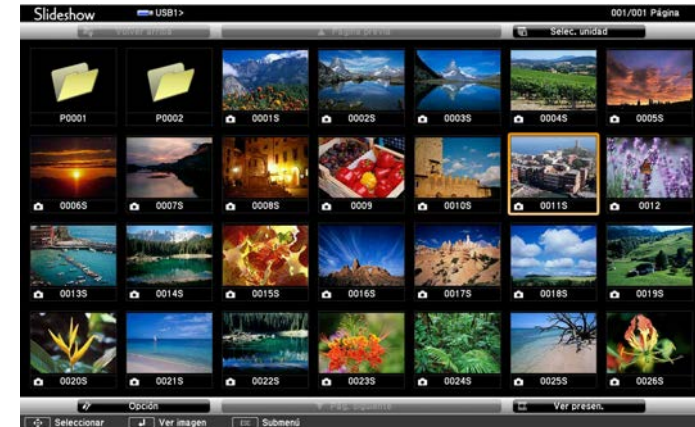 Slideshow USB1> 001/001 Página
Volver arriba ▲ Página previa Selec. unidad
P0001 P0002 0001S 0002S 0003S 0004S 0005S
0006S 0007S 0008S 0009 0010S 0011S 0012
0013S 0014S 0015S 0016S 0017S 0018S 0019S
0020S 0021S 0022S 0023S 0024S 0025S 0026S
Opción ▼ Pág. siguiente Ver presen.
Seleccionar Ver imagen Esc Submenú